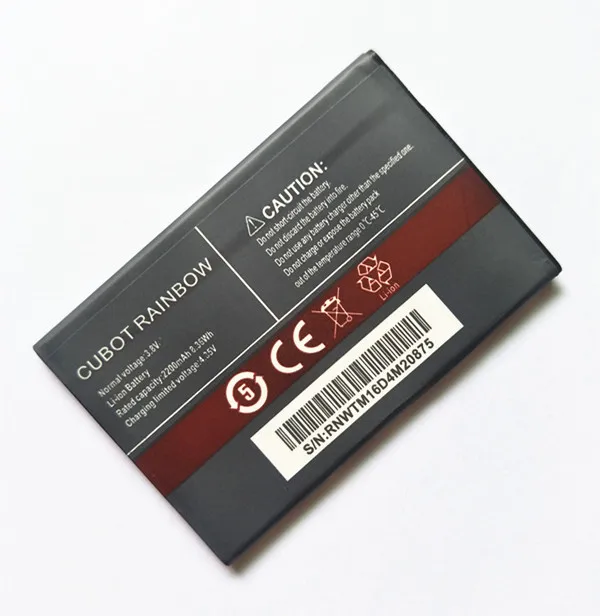 CUBOT RAINBOW
Normal voltage:3.8V
Li-ion Battery
Rated capacity:2200mAh 8.36Wh
Charging limited voltage:4.35V
CAUTION:
Do not short-circuit the battery.
Do not discard the battery into fire.
Do not use battery charger other than the specified.
Do not charge or expose the battery pack
out of the temperature range 0℃-45℃
5
CE
Li-ion
S/N:RNWTM16D4M20875